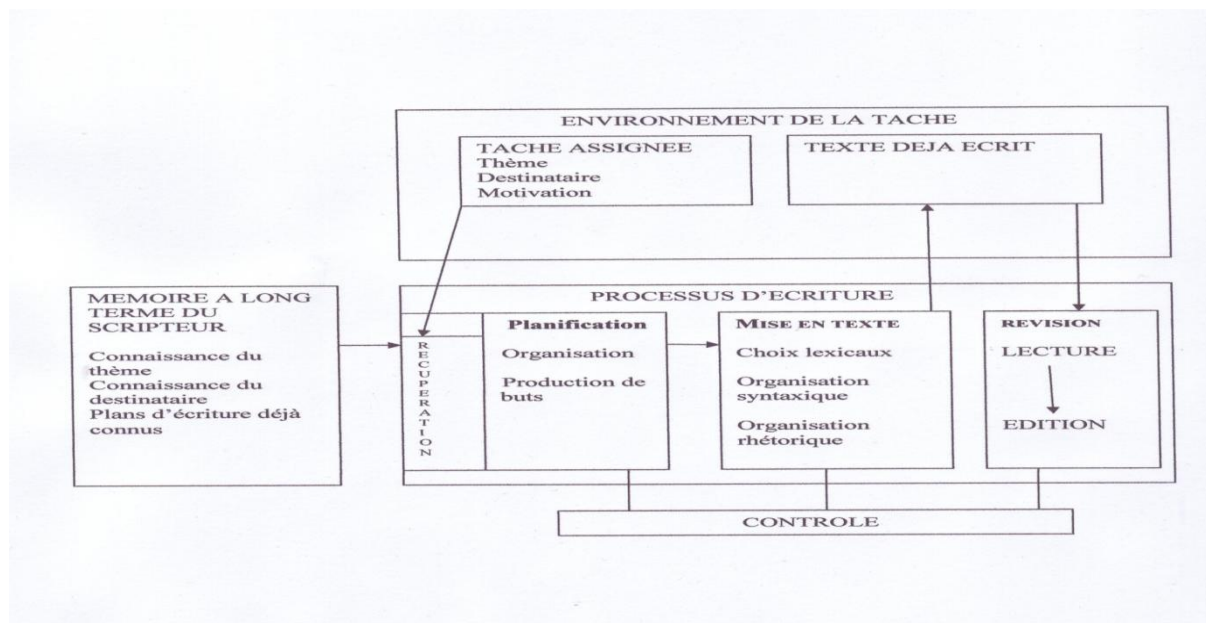 ENVIRONNEMENT DE LA TACHE
TACHE ASSIGNEE
Thème
Destinataire
Motivation
TEXTE DEJA ECRIT
MEMOIRE A LONG
TERME DU
SCRIPTEUR
Connaissance du
thème
Connaissance du
destinataire
Plans d'écriture déjà
connus
PROCESSUS D'ECRITURE
RECUPERATION
Planification
Organisation
Production de
buts
MISE EN TEXTE
Choix lexicaux
Organisation
syntaxique
Organisation
rhétorique
REVISION
LECTURE
EDITION
CONTROLE